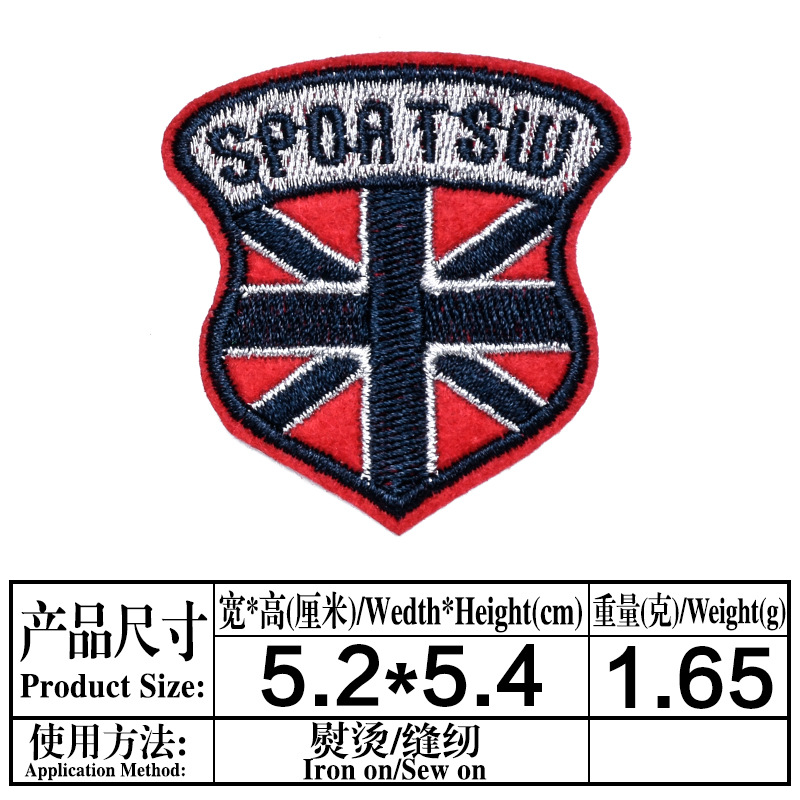 SPORTSW
宽*高(厘米)/Wedth*Height(cm)
重量(克)/Weight(g)
产品尺寸
Product Size:
5.2*5.4
1.65
使用方法:
Application Method:
熨烫/缝纫
Iron on/Sew on